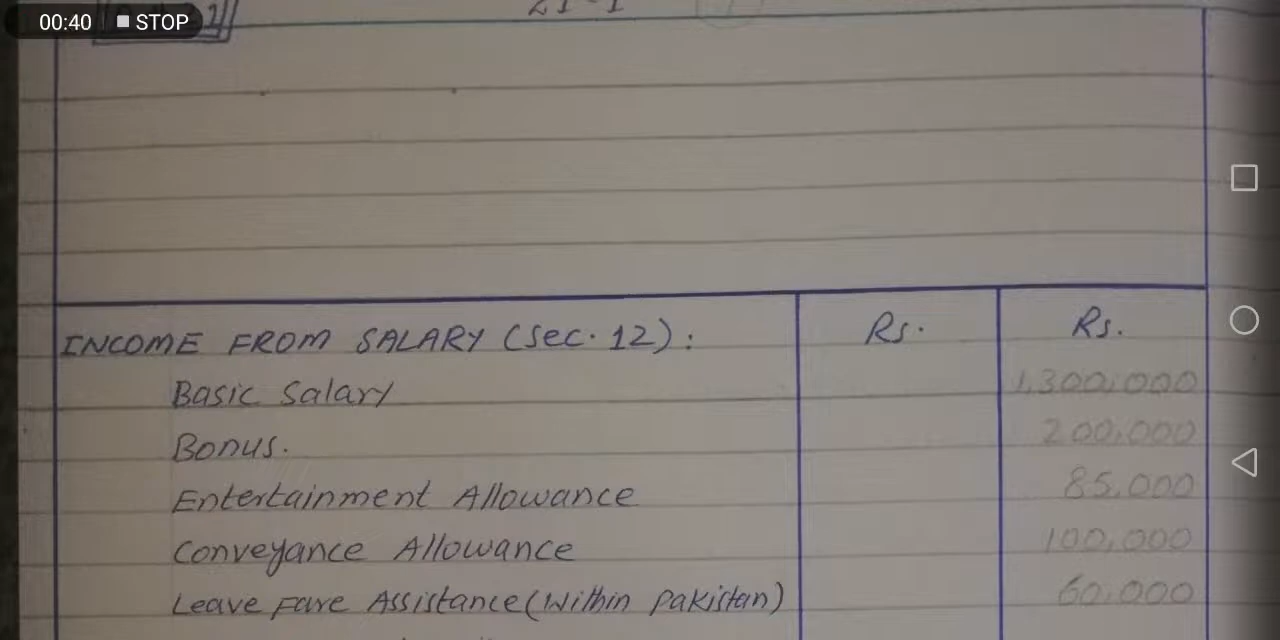 00:40 STOP
INCOME FROM SALARY (Sec. 12): Rs. Rs.
Basic Salary 1,300,000
Bonus. 200,000
Entertainment Allowance 85,000
Conveyance Allowance 100,000
Leave Fare Assistance (Within Pakistan) 60,000